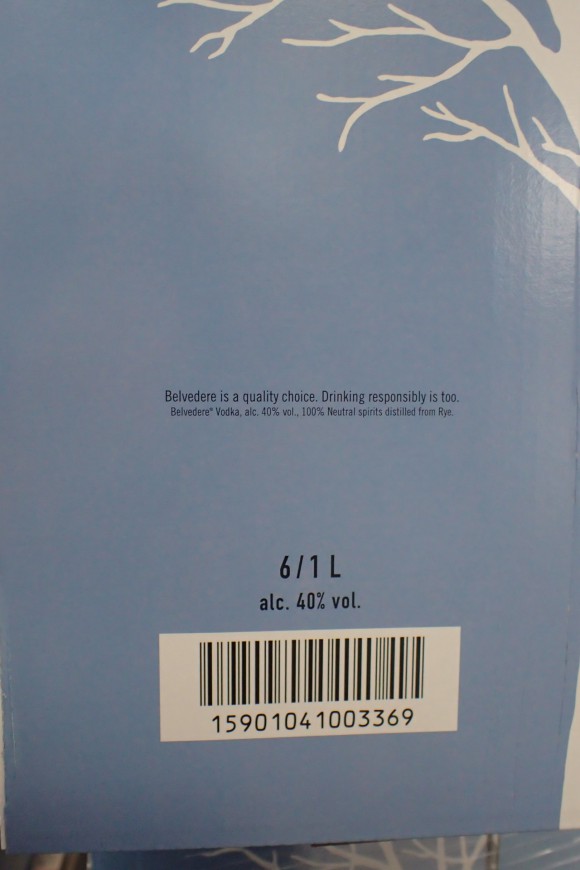 Belvedere is a quality choice. Drinking responsibly is too.
Belvedere® Vodka, alc. 40% vol., 100% Neutral spirits distilled from Rye.
6/1 L
alc. 40% vol.
15901041003369